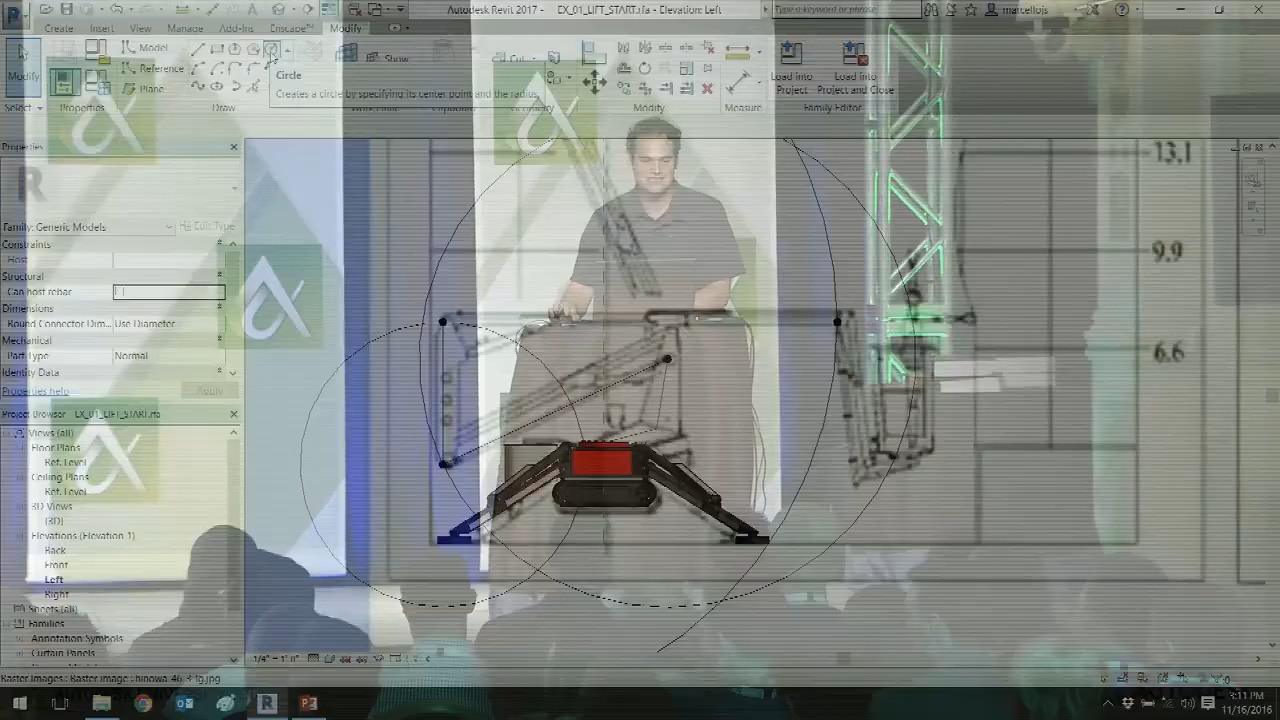 Autodesk Revit 2017 - EX_01_LIFT_START.rfa - Elevation: Left
Type a keyword or phrase
marcellojs
Create Insert View Manage Add-Ins Enscape™ Modify
Modify
Model
Reference
Plane
Show
Cut
Circle
Creates a circle by specifying its center point and the radius.
Load into Project
Load into Project and Close
Select Properties Draw Modify Measure Family Editor
Properties
Family: Generic Models Edit Type
Constraints
Host
Structural
Can host rebar
Dimensions
Round Connector Dim... Use Diameter
Mechanical
Part Type Normal
Identity Data
Properties help Apply
Project Browser - EX_01_LIFT_START.rfa
Views (all)
Floor Plans
Ref. Level
Ceiling Plans
Ref. Level
3D Views
{3D}
Elevations (Elevation 1)
Back
Front
Left
Right
Sheets (all)
Families
Annotation Symbols
Curtain Panels
13.1
9.9
6.6
1/4" = 1'-0"
3:11 PM
11/16/2016